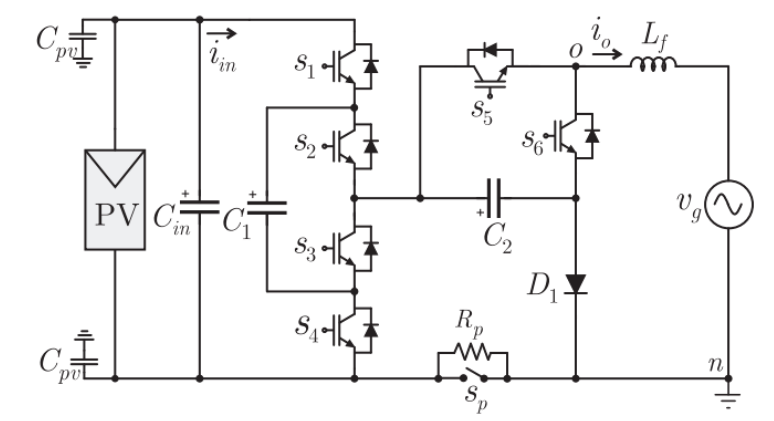 C_pv
i_in
S_1
S_2
S_3
S_4
PV
C_in
C_1
+
+
S_5
S_6
+
C_2
D_1
R_p
S_p
o
i_o
L_f
v_g
n
C_pv